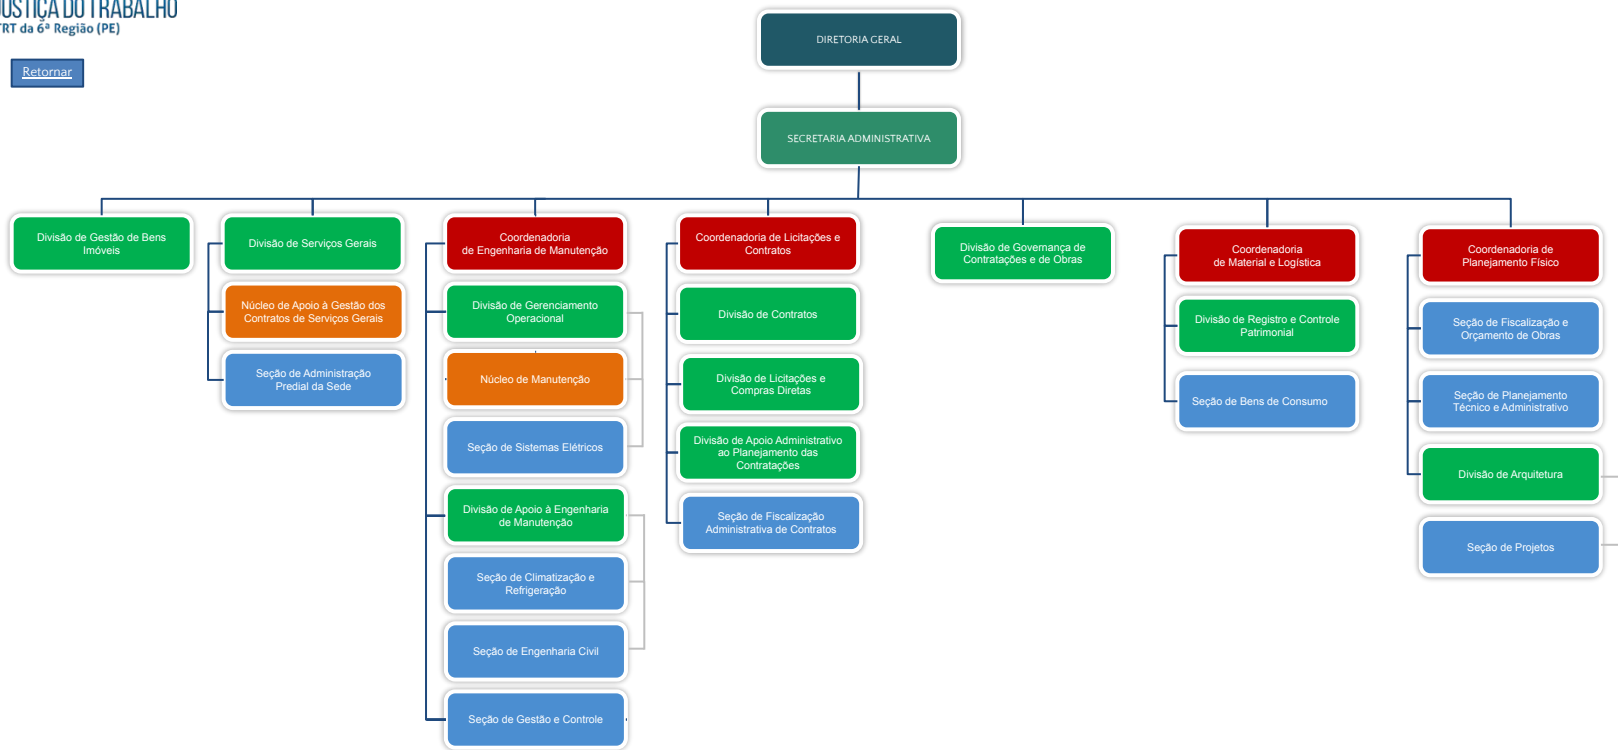 JUSTIÇA DO TRABALHO
TRT da 6ª Região (PE)
Retornar
DIRETORIA GERAL
SECRETARIA ADMINISTRATIVA
Divisão de Gestão de Bens
Imóveis
Divisão de Serviços Gerais
Núcleo de Apoio à Gestão dos
Contratos de Serviços Gerais
Seção de Administração
Predial da Sede
Coordenadoria
de Engenharia de Manutenção
Divisão de Gerenciamento
Operacional
Núcleo de Manutenção
Seção de Sistemas Elétricos
Divisão de Apoio à Engenharia
de Manutenção
Seção de Climatização e
Refrigeração
Seção de Engenharia Civil
Seção de Gestão e Controle
Coordenadoria de Licitações e
Contratos
Divisão de Contratos
Divisão de Licitações e
Compras Diretas
Divisão de Apoio Administrativo
ao Planejamento das
Contratações
Seção de Fiscalização
Administrativa de Contratos
Divisão de Governança de
Contratações e de Obras
Coordenadoria
de Material e Logística
Divisão de Registro e Controle
Patrimonial
Seção de Bens de Consumo
Coordenadoria de
Planejamento Físico
Seção de Fiscalização e
Orçamento de Obras
Seção de Planejamento
Técnico e Administrativo
Divisão de Arquitetura
Seção de Projetos